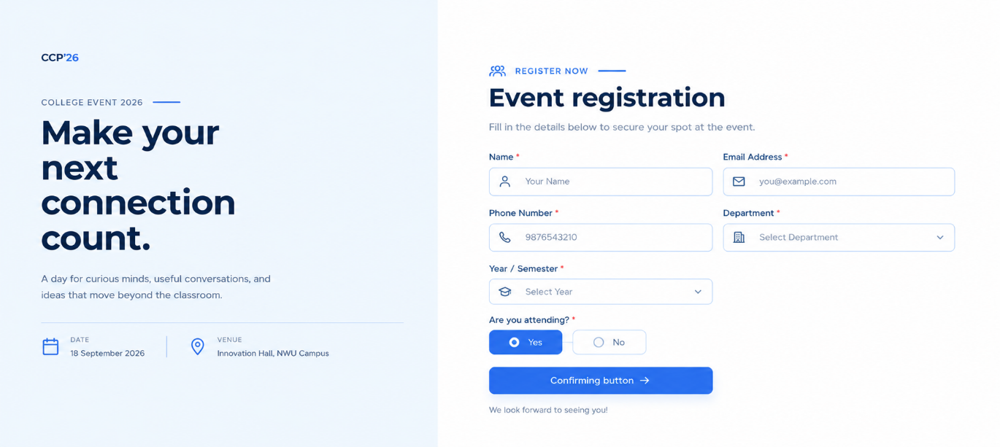 CCP'26
COLLEGE EVENT 2026
Make your
next
connection
count.
A day for curious minds, useful conversations, and
ideas that move beyond the classroom.
DATE
18 September 2026
VENUE
Innovation Hall, NWU Campus
REGISTER NOW
Event registration
Fill in the details below to secure your spot at the event.
Name *
Your Name
Email Address *
you@example.com
Phone Number *
9876543210
Department *
Select Department
Year / Semester *
Select Year
Are you attending? *
Yes
No
Confirming button →
We look forward to seeing you!